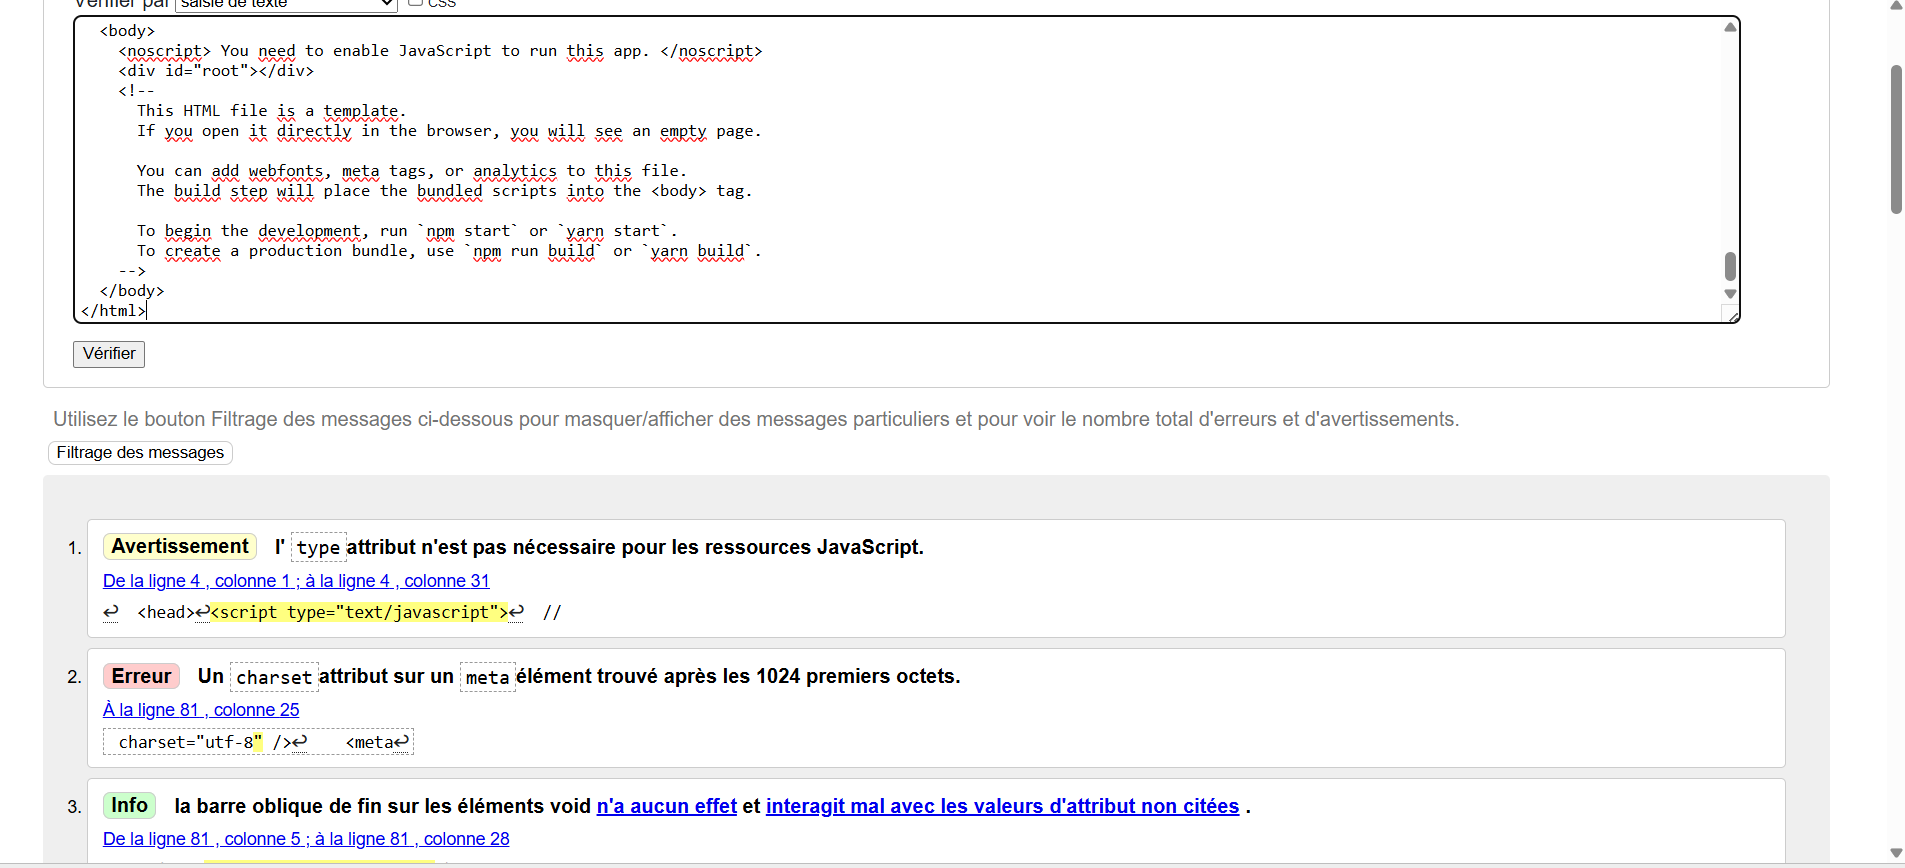 Vérifier par saisie de texte CSS
<body>
<noscript> You need to enable JavaScript to run this app. </noscript>
<div id="root"></div>
<!--
This HTML file is a template.
If you open it directly in the browser, you will see an empty page.
You can add webfonts, meta tags, or analytics to this file.
The build step will place the bundled scripts into the <body> tag.
To begin the development, run `npm start` or `yarn start`.
To create a production bundle, use `npm run build` or `yarn build`.
-->
</body>
</html>
Vérifier
Utilisez le bouton Filtrage des messages ci-dessous pour masquer/afficher des messages particuliers et pour voir le nombre total d'erreurs et d'avertissements.
Filtrage des messages
1. Avertissement l' type attribut n'est pas nécessaire pour les ressources JavaScript.
De la ligne 4 , colonne 1 ; à la ligne 4 , colonne 31
↩ <head>↩<script type="text/javascript">↩ //
2. Erreur Un charset attribut sur un meta élément trouvé après les 1024 premiers octets.
À la ligne 81 , colonne 25
charset="utf-8" />↩ <meta↩
3. Info la barre oblique de fin sur les éléments void n'a aucun effet et interagit mal avec les valeurs d'attribut non citées .
De la ligne 81 , colonne 5 ; à la ligne 81 , colonne 28